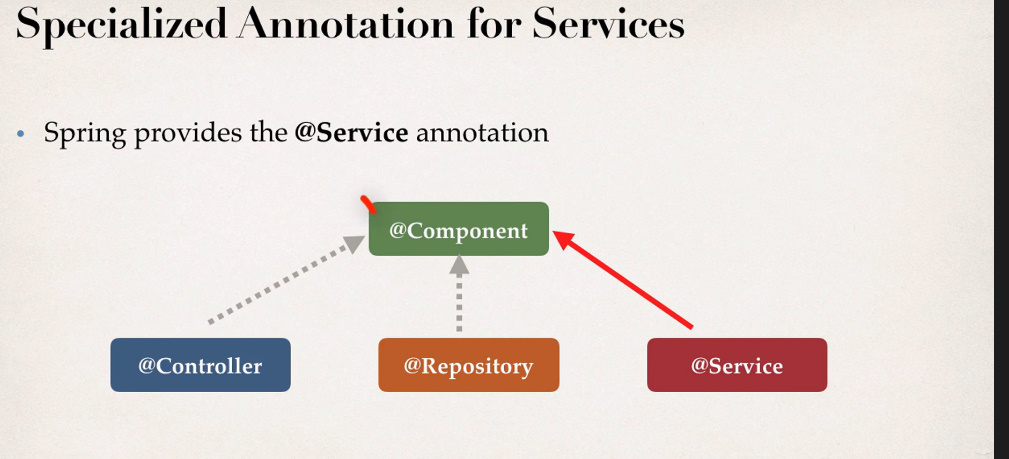 Specialized Annotation for Services
• Spring provides the @Service annotation
@Component
@Controller
@Repository
@Service